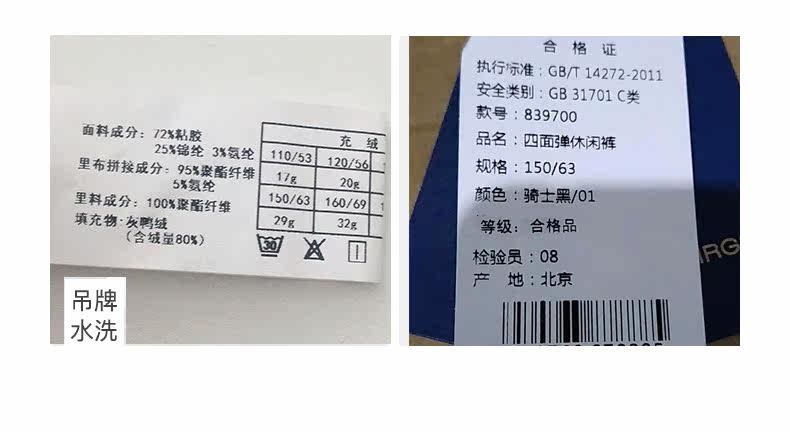 面料成分：72%粘胶
25%锦纶 3%氨纶
里布拼接成分：95%聚酯纤维
5%氨纶
里料成分：100%聚酯纤维
填充物：灰鸭绒
（含绒量80%）
充 绒
110/53 120/56
17g 20g
150/63 160/69
29g 32g
30
吊牌
水洗
合 格 证
执行标准：GB/T 14272-2011
安全类别：GB 31701 C类
款号：839700
品名：四面弹休闲裤
规格：150/63
颜色：骑士黑/01
等级：合格品
检验员：08
产 地：北京